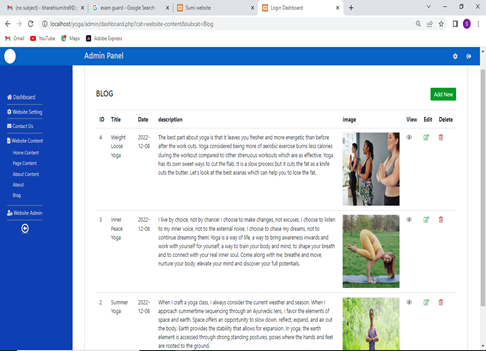 (no subject) - bharatisumitra8@g
exam guard - Google Search
Sumi website
Login Dashboard
localhost/yoga/admin/dashboard.php?cat=website-content&subcat=Blog
Gmail YouTube Maps Adobe Express
Admin Panel
Dashboard
Website Setting
Contact Us
Website Content
Home Content
Page Content
About Content
About
Blog
Website Admin
BLOG
Add New
ID Title Date description image View Edit Delete
4 Weight 2022- The best part about yoga is that it leaves you fresher and more energetic than before
Loose 12-08 after the work outs. Yoga considered being more of aerobic exercise burns less calories
Yoga during the workout compared to other strenuous workouts which are as effective. Yoga
has its own sweet ways to cut the flab. It is a slow process but it cuts the fat as a knife
cuts the butter. Let's look at the best asanas which can help you to lose the fat.
3 Inner 2022- I live by choice, not by chance! I choose to make changes, not excuses, I choose to listen
Peace 12-08 to my inner voice, not to the external noise, I choose to chase my dreams, not to
Yoga continue dreaming them! Yoga is a way of life, a way to bring awareness inwards and
work with yourself for yourself, a way to train your body and mind, to shape your breath
and to connect with your real inner soul. Come along with me, breathe and move,
nurture your body, elevate your mind and discover your full potentials.
2 Summer 2022- When I craft a yoga class, I always consider the current weather and season. When I
Yoga 12-08 approach summertime sequencing through an Ayurvedic lens, I favor the elements of
space and earth. Space offers an opportunity to slow down, reflect, expand, and air out
the body. Earth provides the stability that allows for expansion. In yoga, the earth
element is accessed through strong standing postures, poses where the hands and feet
are rooted to the ground.